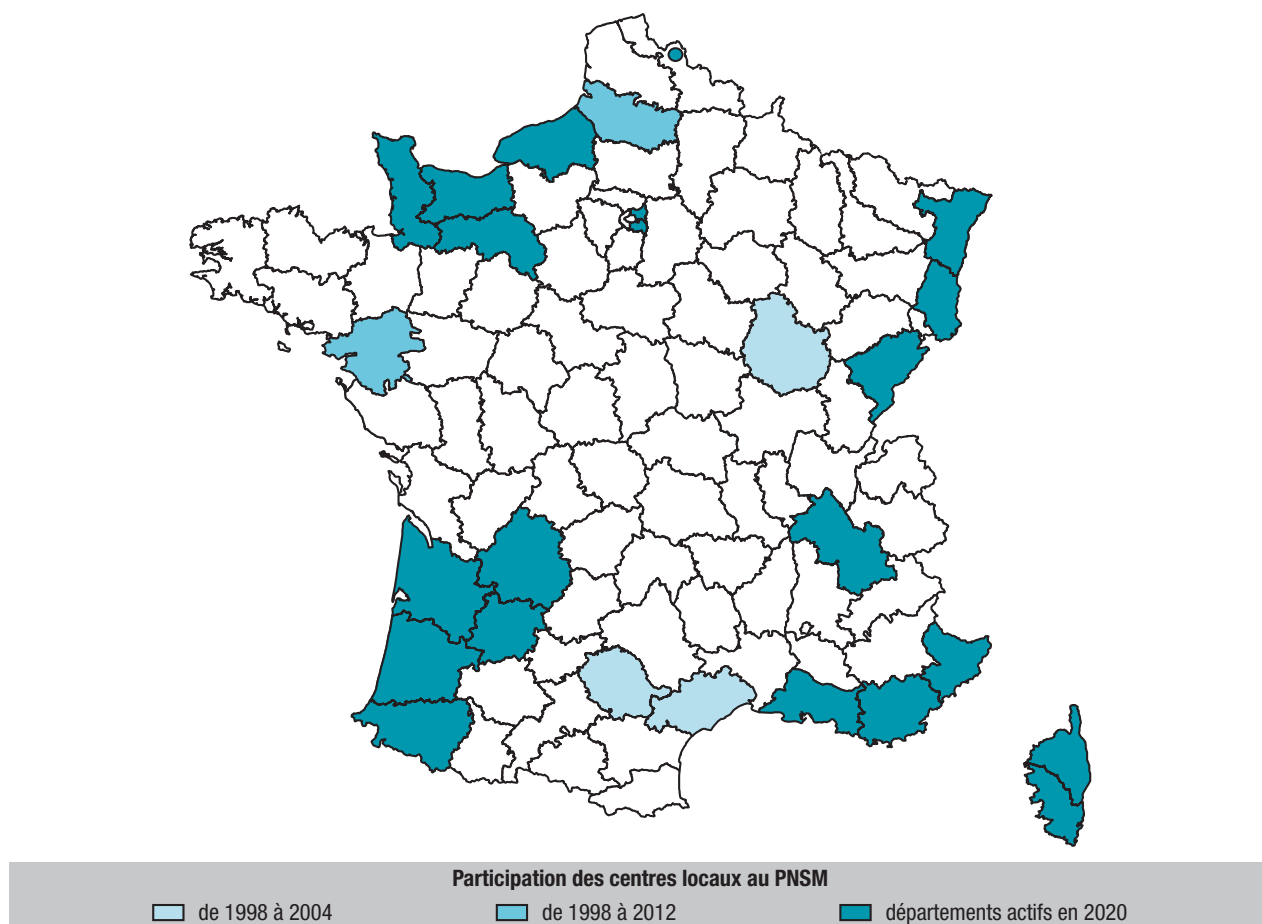 Participation des centres locaux au PNSM
de 1998 à 2004 de 1998 à 2012 départements actifs en 2020